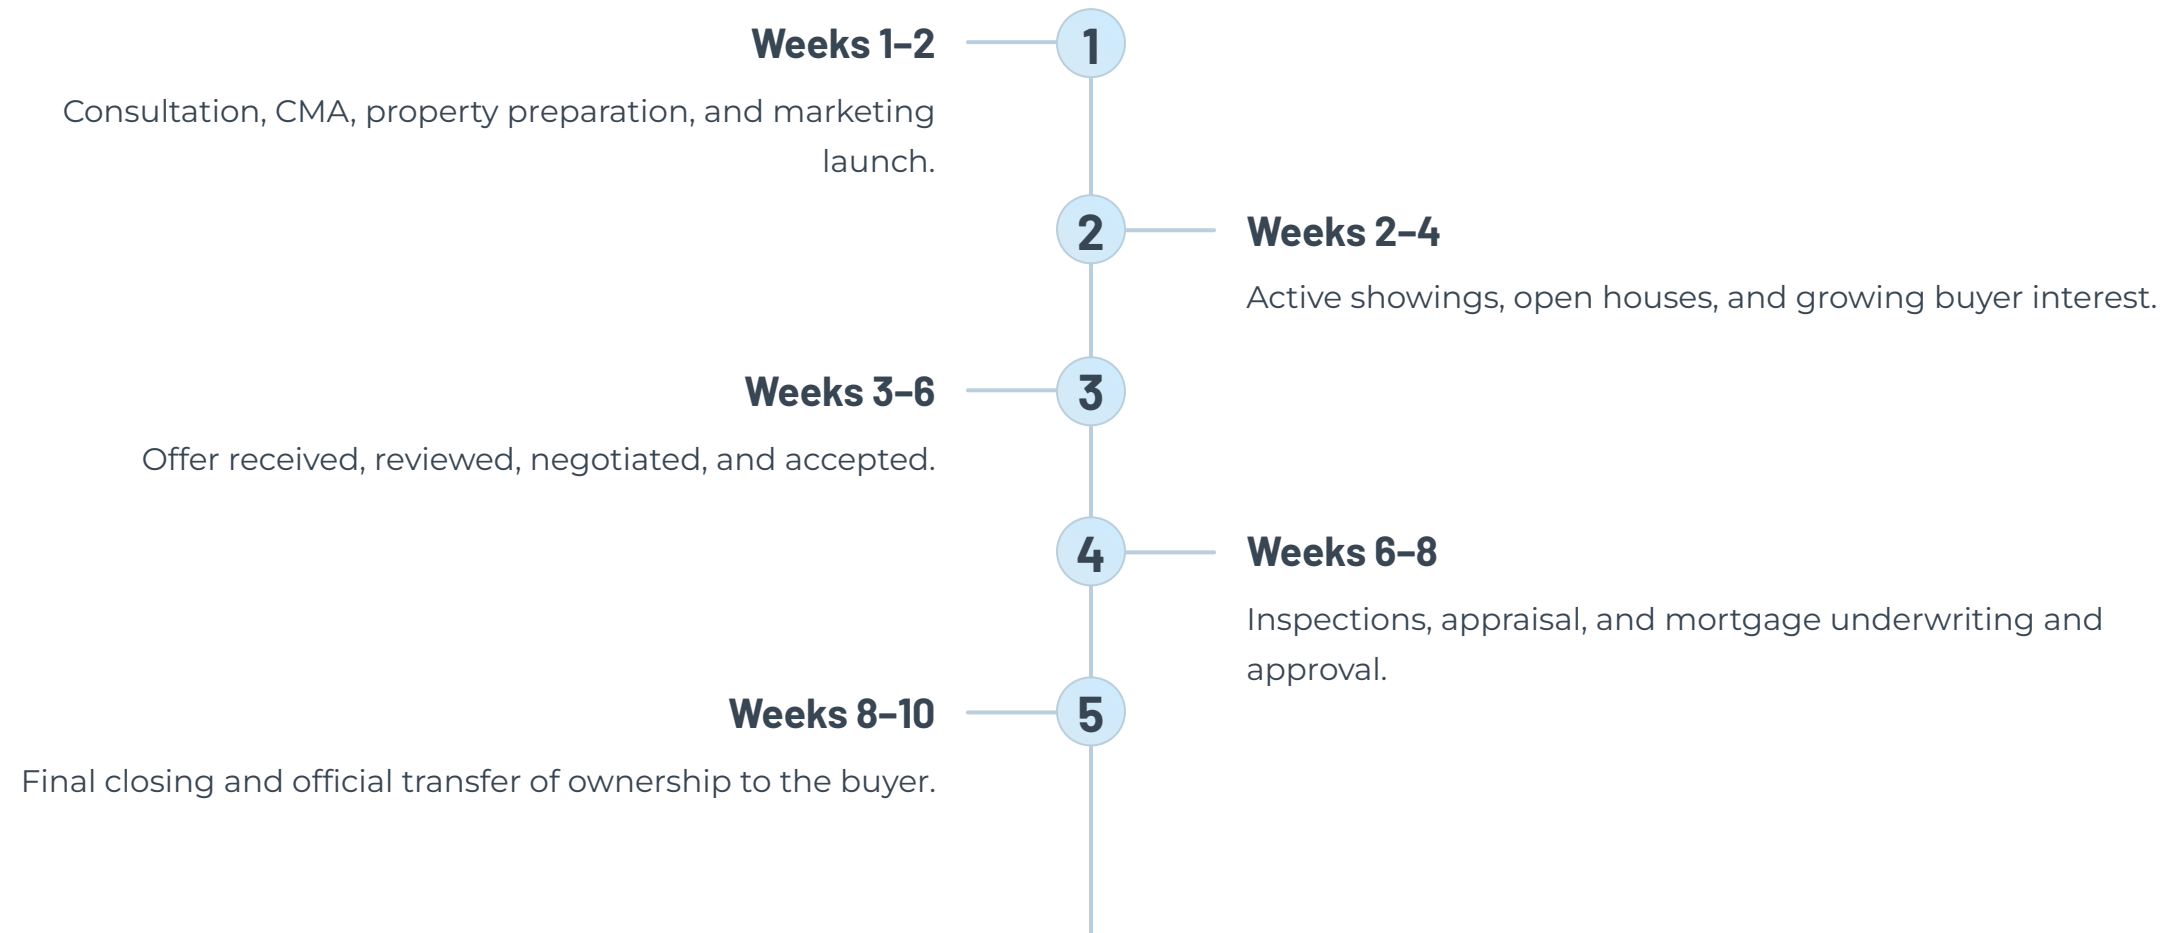 Weeks 1–2
1
Consultation, CMA, property preparation, and marketing
launch.
2
Weeks 2–4
Active showings, open houses, and growing buyer interest.
Weeks 3–6
3
Offer received, reviewed, negotiated, and accepted.
4
Weeks 6–8
Inspections, appraisal, and mortgage underwriting and
approval.
Weeks 8–10
5
Final closing and official transfer of ownership to the buyer.